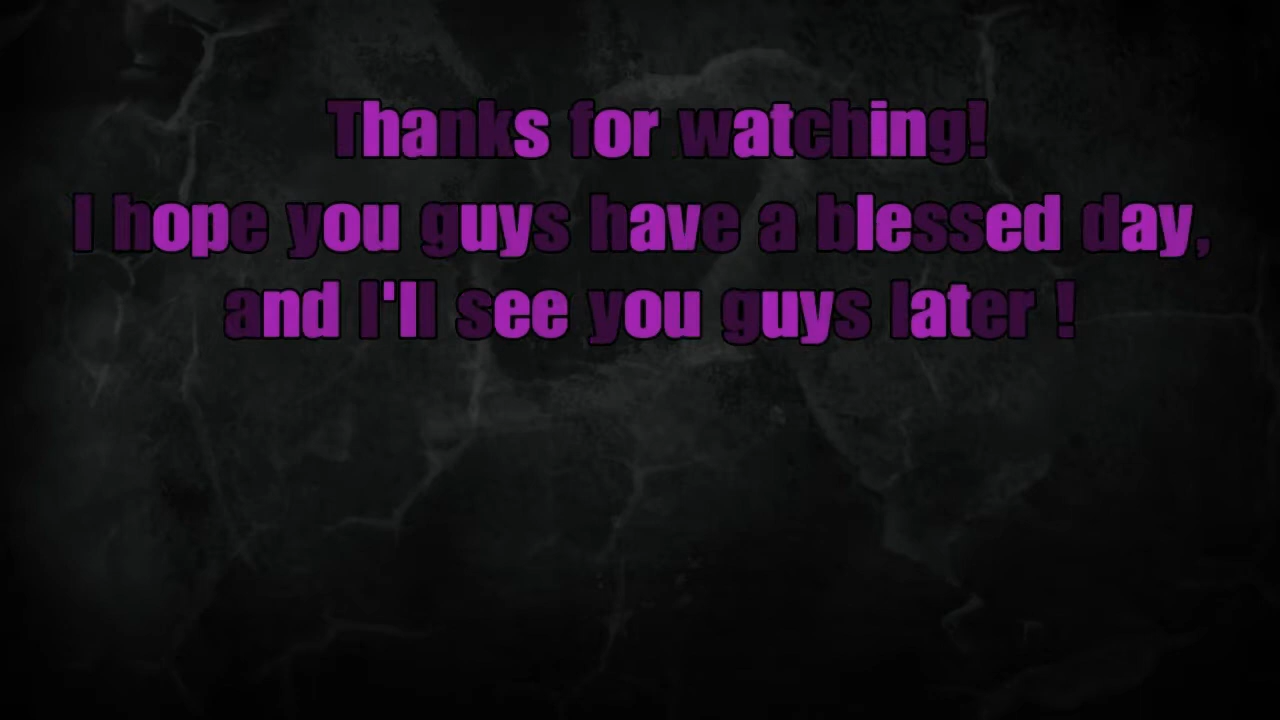 Thanks for watching!
I hope you guys have a blessed day,
and I'll see you guys later !